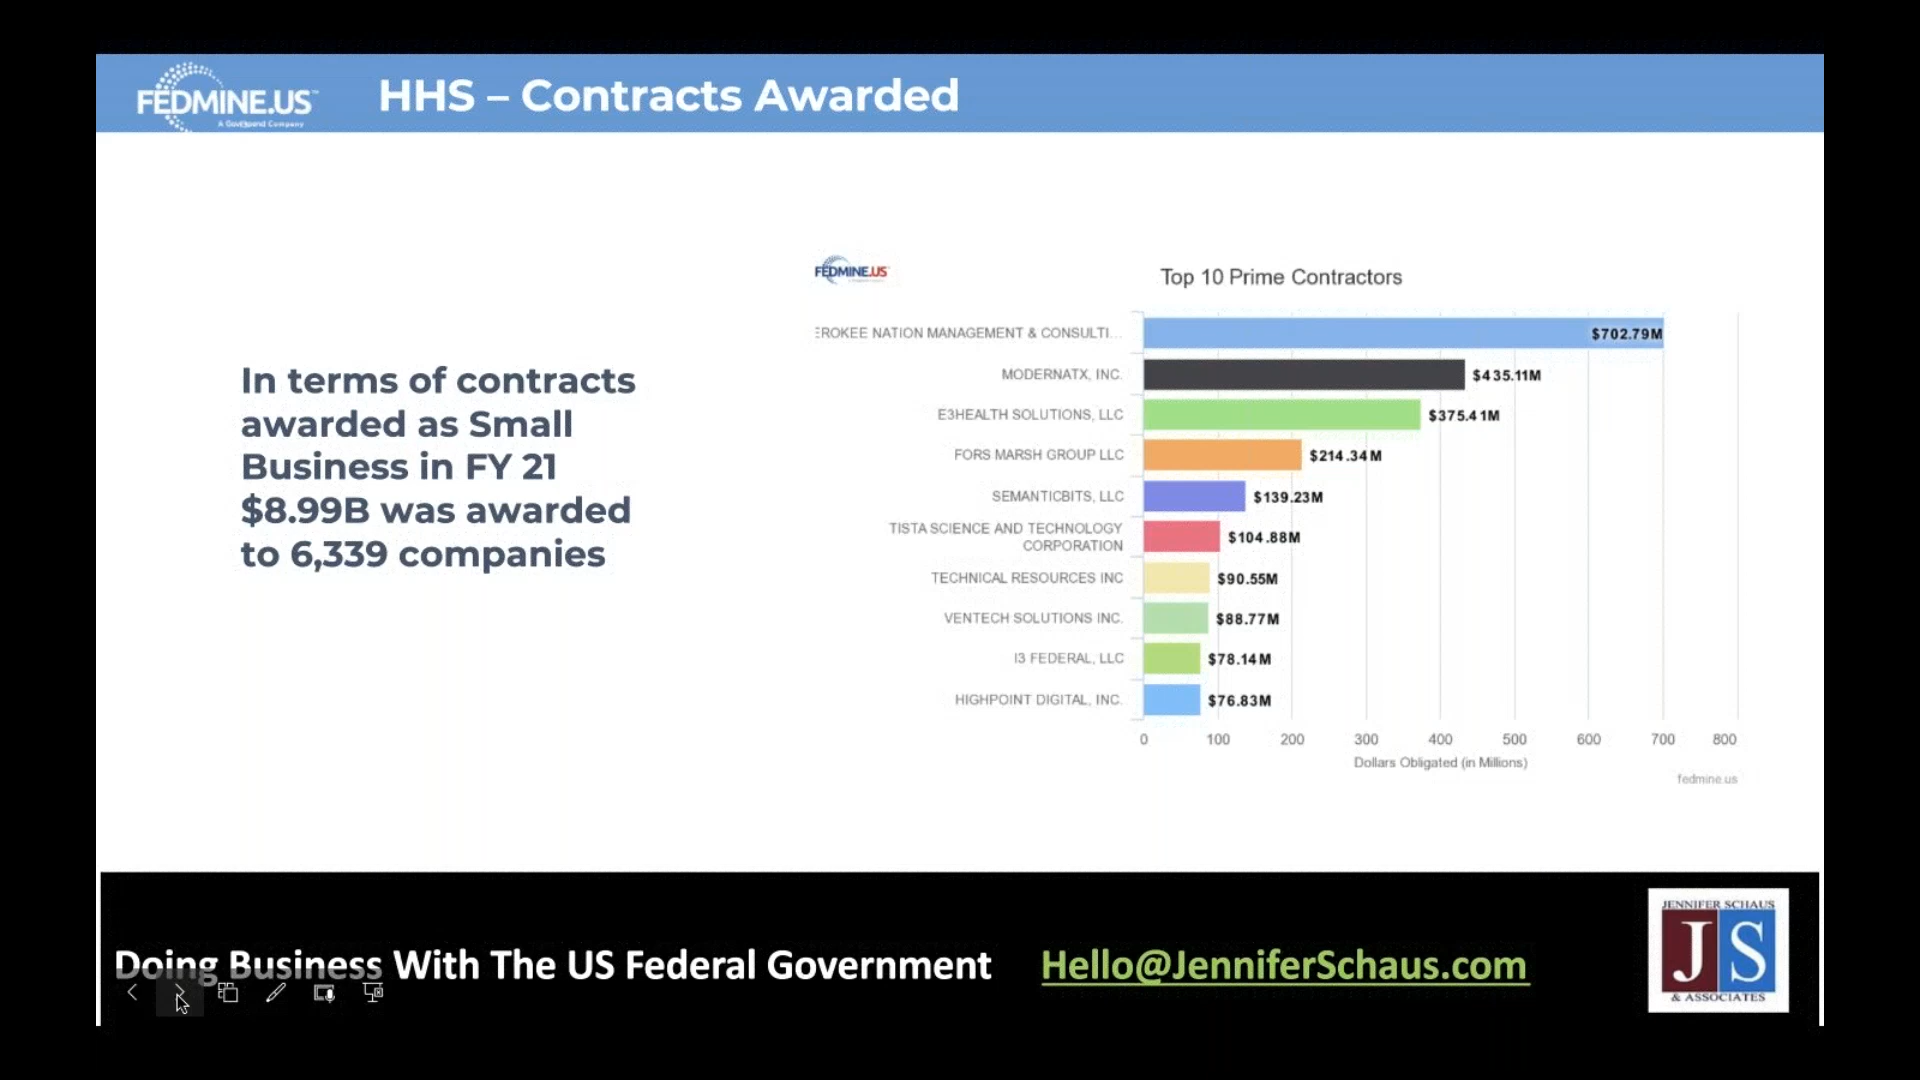 FEDMINE.US™
A GovSpend Company
HHS – Contracts Awarded
In terms of contracts
awarded as Small
Business in FY 21
$8.99B was awarded
to 6,339 companies
FEDMINE.US
Top 10 Prime Contractors
EROKEE NATION MANAGEMENT & CONSULTI...
$702.79M
MODERNATX, INC.
$435.11M
E3HEALTH SOLUTIONS, LLC
$375.41M
FORS MARSH GROUP LLC
$214.34M
SEMANTICBITS, LLC
$139.23M
TISTA SCIENCE AND TECHNOLOGY
CORPORATION
$104.88M
TECHNICAL RESOURCES INC
$90.55M
VENTECH SOLUTIONS INC.
$88.77M
I3 FEDERAL, LLC
$78.14M
HIGHPOINT DIGITAL, INC.
$76.83M
0 100 200 300 400 500 600 700 800
Dollars Obligated (in Millions)
fedmine.us
Doing Business With The US Federal Government
Hello@JenniferSchaus.com
JENNIFER SCHAUS
JS
& ASSOCIATES